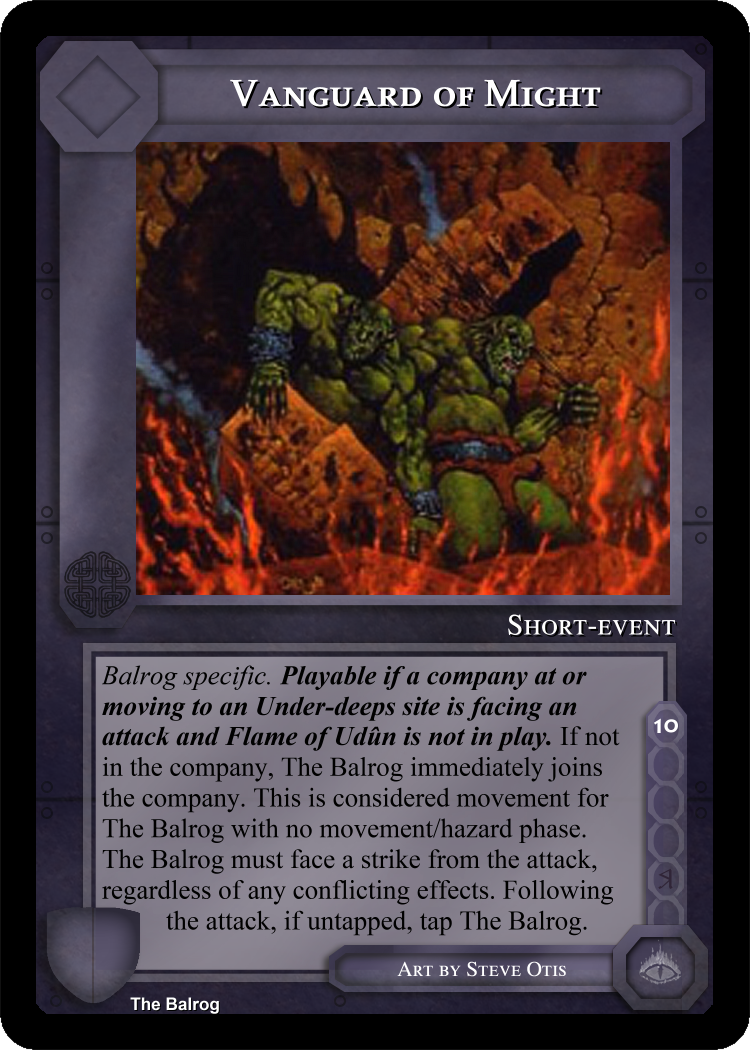 Vanguard of Might
Short-event
Balrog specific. Playable if a company at or
moving to an Under-deeps site is facing an
attack and Flame of Udûn is not in play. If not
in the company, The Balrog immediately joins
the company. This is considered movement for
The Balrog with no movement/hazard phase.
The Balrog must face a strike from the attack,
regardless of any conflicting effects. Following
the attack, if untapped, tap The Balrog.
10
Art by Steve Otis
The Balrog